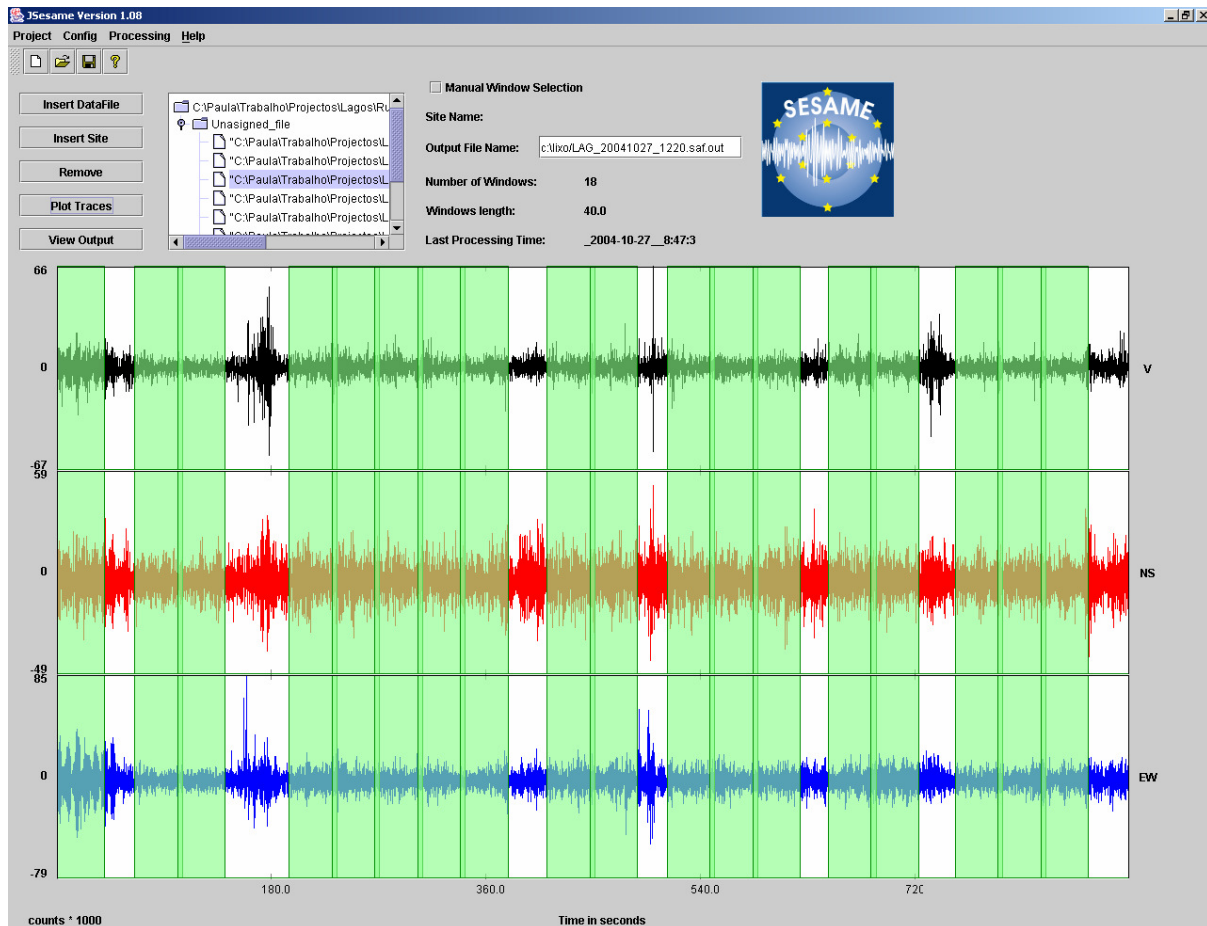 JSesame Version 1.08
Project Config Processing Help
Insert DataFile
Insert Site
Remove
Plot Traces
View Output
C:\Paula\Trabalho\Projectos\Lagos\Ru
Unasigned_file
"C:\Paula\Trabalho\Projectos\L
"C:\Paula\Trabalho\Projectos\L
"C:\Paula\Trabalho\Projectos\L
"C:\Paula\Trabalho\Projectos\L
"C:\Paula\Trabalho\Projectos\L
Manual Window Selection
Site Name:
Output File Name: c:\lixo/LAG_20041027_1220.saf.out
Number of Windows: 18
Windows length: 40.0
Last Processing Time: _2004-10-27__8:47:3
SESAME
66
0
-67
V
59
0
-49
NS
85
0
-79
EW
180.0 360.0 540.0 720
counts * 1000 Time in seconds